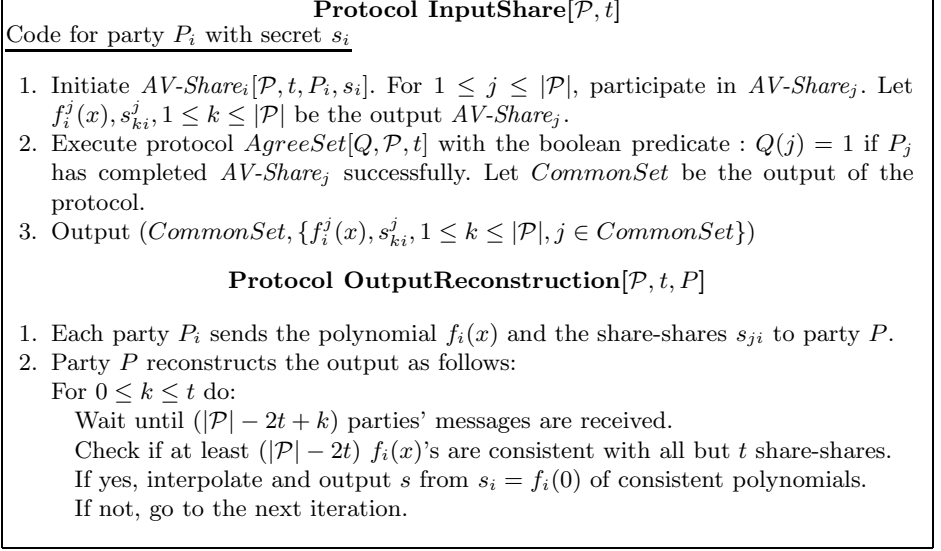 Protocol InputShare[𝒫, t]
Code for party P_i with secret s_i
1. Initiate AV-Share_i[𝒫, t, P_i, s_i]. For 1 ≤ j ≤ |𝒫|, participate in AV-Share_j. Let
f_i^j(x), s_{ki}^j, 1 ≤ k ≤ |𝒫| be the output AV-Share_j.
2. Execute protocol AgreeSet[Q, 𝒫, t] with the boolean predicate : Q(j) = 1 if P_j
has completed AV-Share_j successfully. Let CommonSet be the output of the
protocol.
3. Output (CommonSet, {f_i^j(x), s_{ki}^j, 1 ≤ k ≤ |𝒫|, j ∈ CommonSet})
Protocol OutputReconstruction[𝒫, t, P]
1. Each party P_i sends the polynomial f_i(x) and the share-shares s_{ji} to party P.
2. Party P reconstructs the output as follows:
For 0 ≤ k ≤ t do:
Wait until (|𝒫| − 2t + k) parties' messages are received.
Check if at least (|𝒫| − 2t) f_i(x)'s are consistent with all but t share-shares.
If yes, interpolate and output s from s_i = f_i(0) of consistent polynomials.
If not, go to the next iteration.